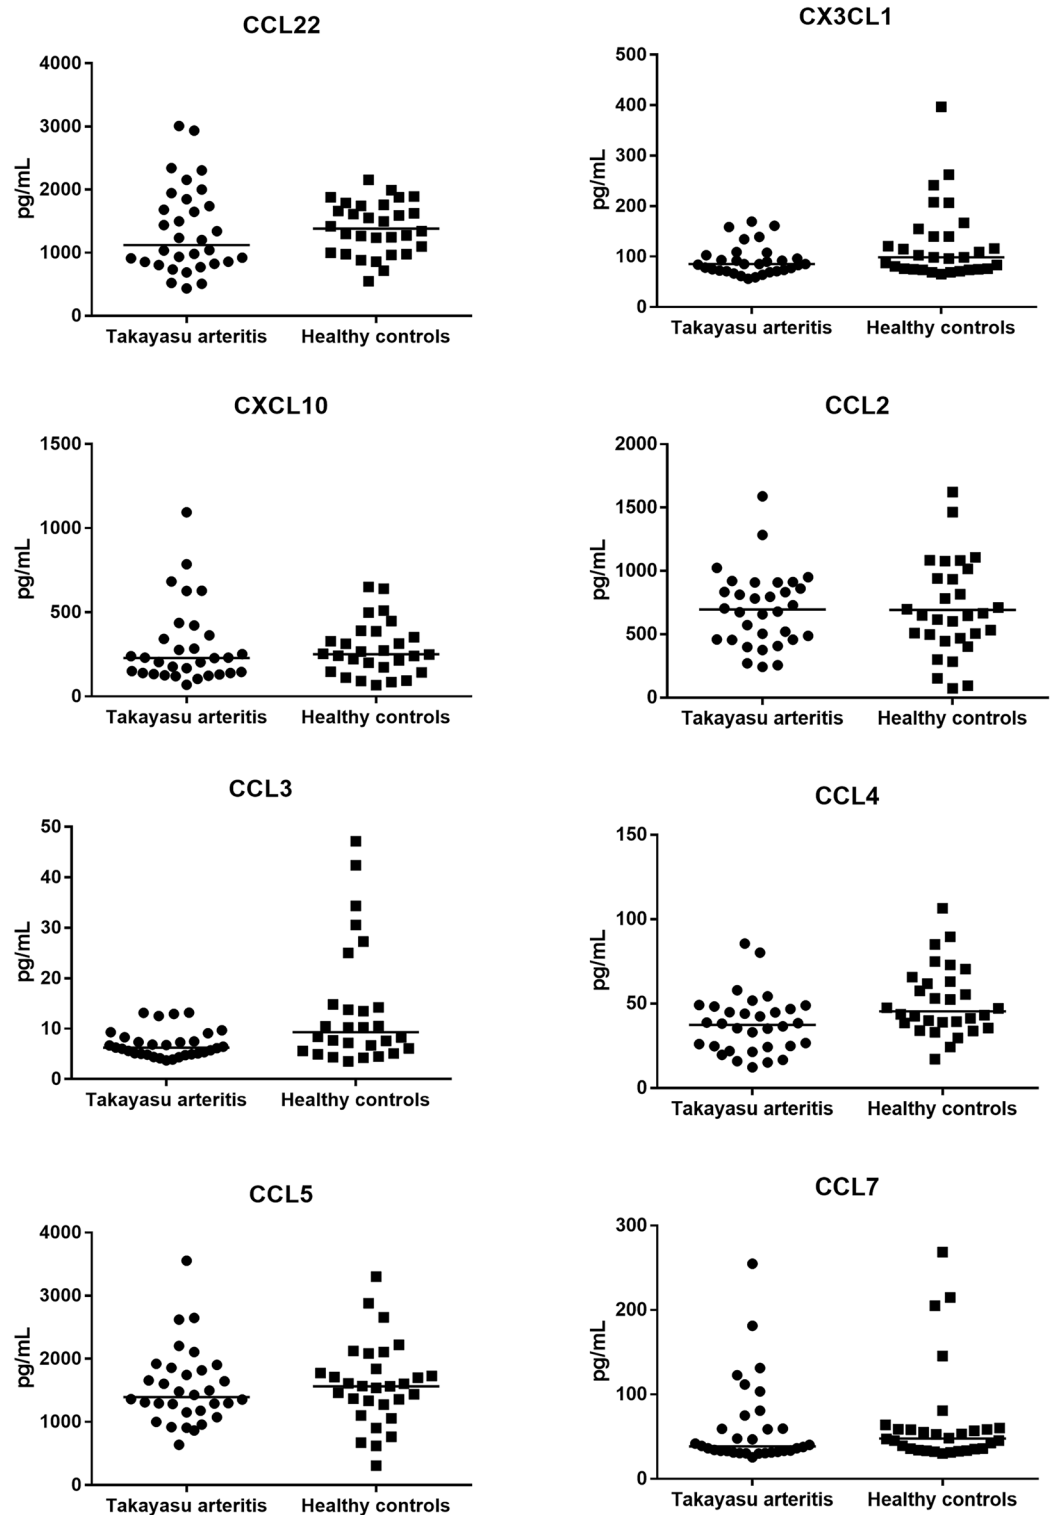 CCL22
4000
3000
2000
1000
0
pg/mL
Takayasu arteritis
Healthy controls
CX3CL1
500
400
300
200
100
0
pg/mL
Takayasu arteritis
Healthy controls
CXCL10
1500
1000
500
0
pg/mL
Takayasu arteritis
Healthy controls
CCL2
2000
1500
1000
500
0
pg/mL
Takayasu arteritis
Healthy controls
CCL3
50
40
30
20
10
0
pg/mL
Takayasu arteritis
Healthy controls
CCL4
150
100
50
0
pg/mL
Takayasu arteritis
Healthy controls
CCL5
4000
3000
2000
1000
0
pg/mL
Takayasu arteritis
Healthy controls
CCL7
300
200
100
0
pg/mL
Takayasu arteritis
Healthy controls